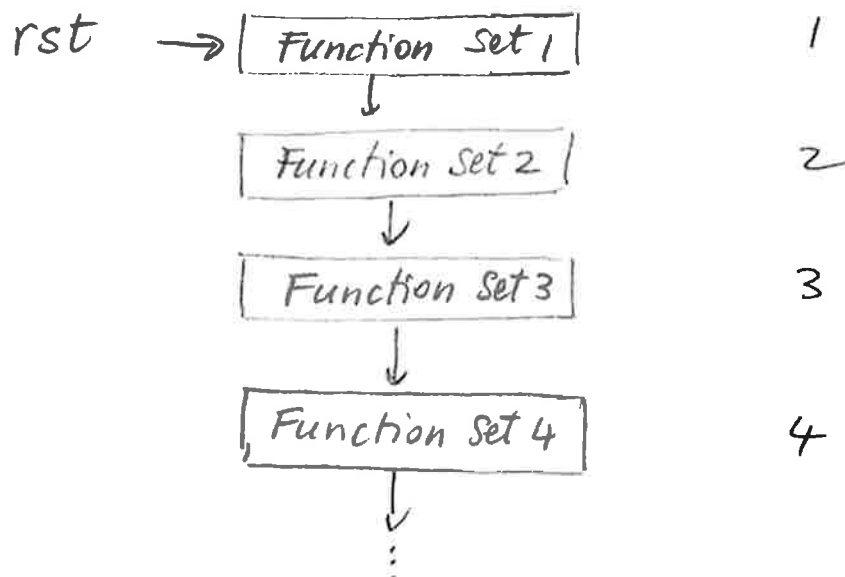 rst Function Set 1 1
Function Set 2 2
Function Set 3 3
Function Set 4 4